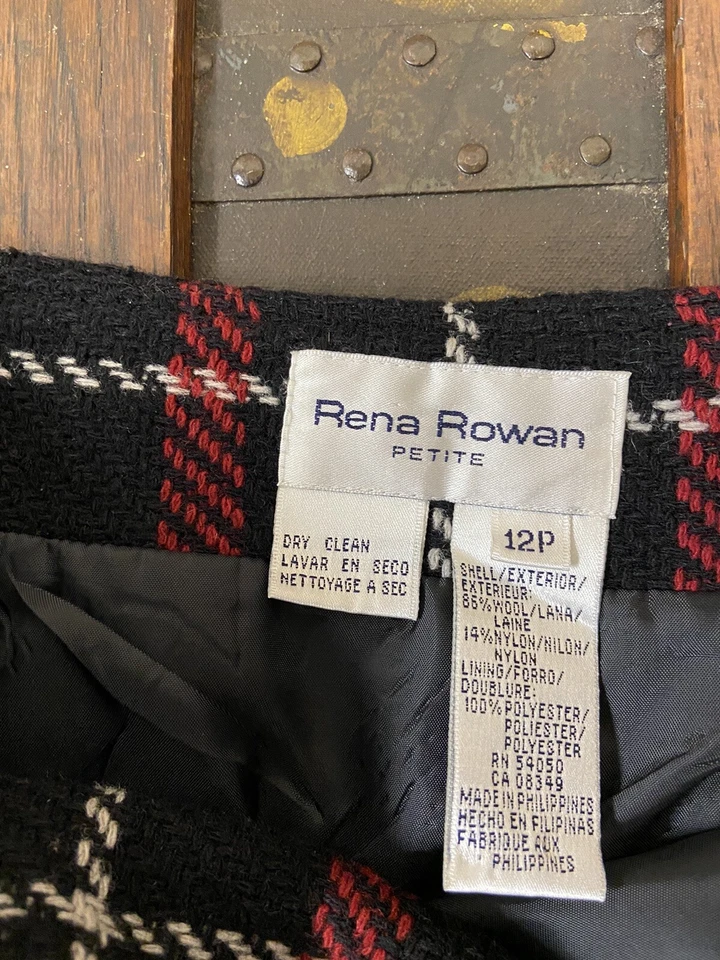 Rena Rowan
PETITE
DRY CLEAN
LAVAR EN SECO
NETTOYAGE A SEC
12P
SHELL/EXTERIOR/
EXTERIEUR:
86%WOOL/LANA/
LAINE
14%NYLON/NILON/
NYLON
LINING/FORRO/
DOUBLURE:
100%POLYESTER/
POLIESTER/
POLYESTER
RN 54050
CA 08349
MADE IN PHILIPPINES
HECHO EN FILIPINAS
FABRIQUE AUX
PHILIPPINES